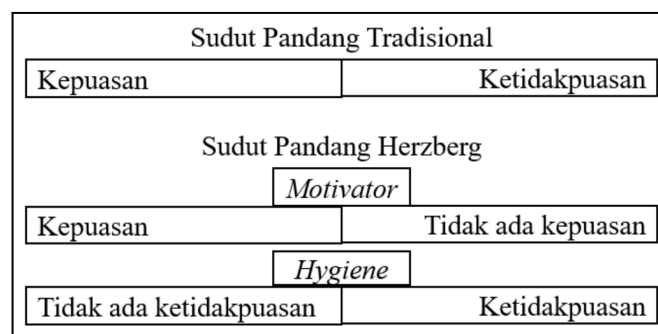 Sudut Pandang Tradisional
Kepuasan Ketidakpuasan
Sudut Pandang Herzberg
Motivator
Kepuasan Tidak ada kepuasan
Hygiene
Tidak ada ketidakpuasan Ketidakpuasan